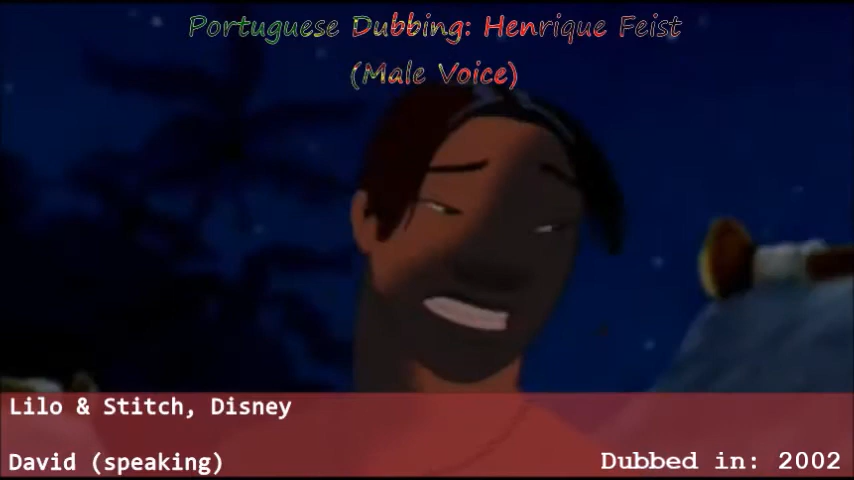 Portuguese Dubbing: Henrique Feist
(Male Voice)
Lilo & Stitch, Disney
David (speaking)
Dubbed in: 2002